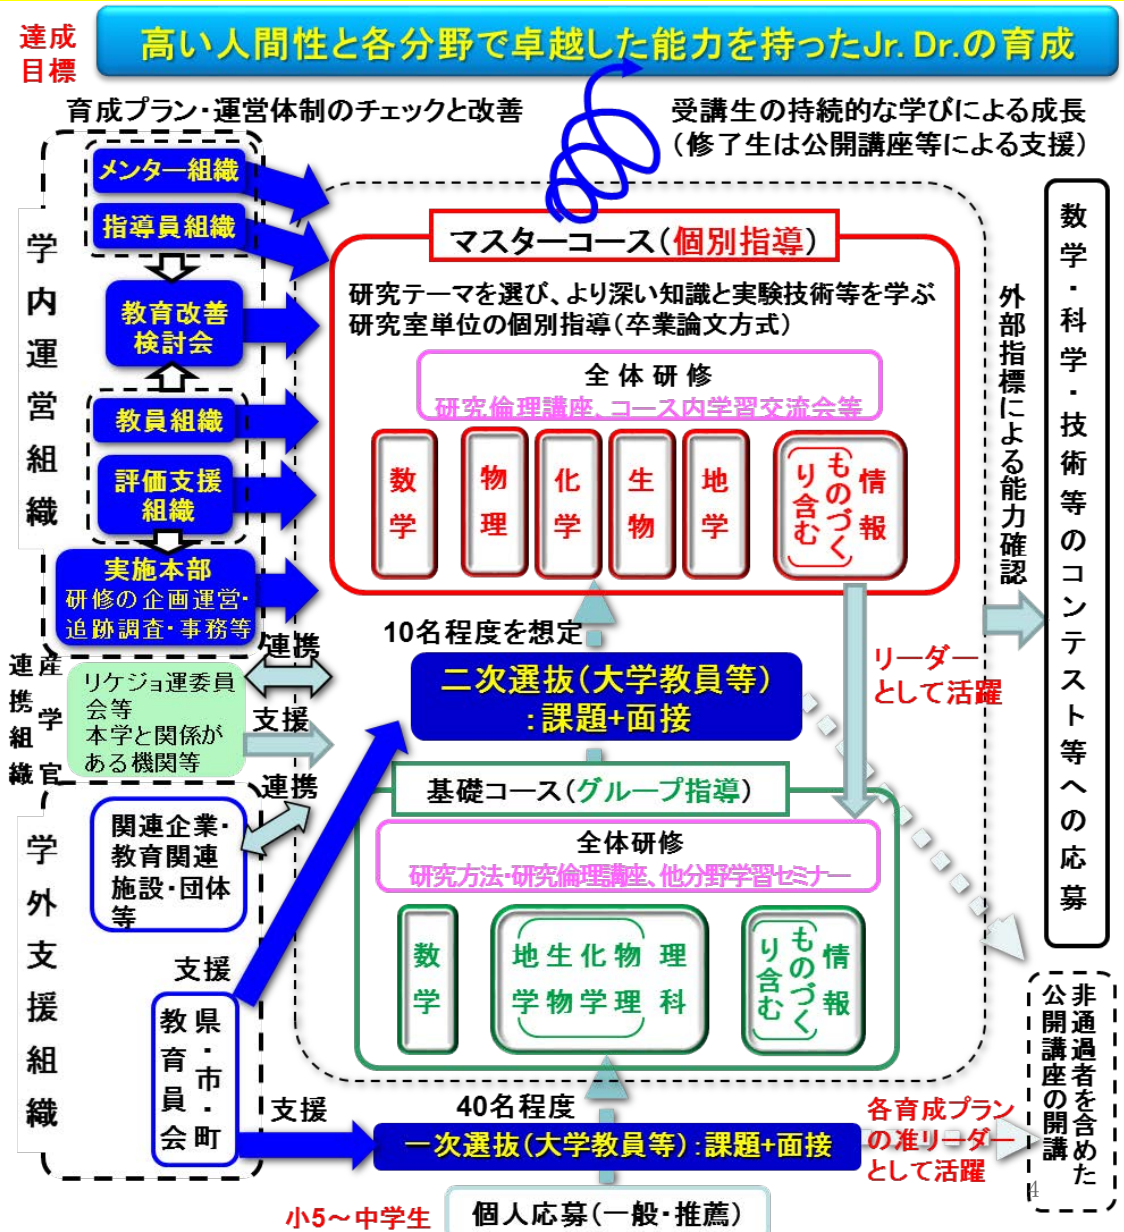 達成
目標
高い人間性と各分野で卓越した能力を持ったJr. Dr.の育成
育成プラン・運営体制のチェックと改善
受講生の持続的な学びによる成長
(修了生は公開講座等による支援)
学内運営組織
メンター組織
指導員組織
教育改善
検討会
教員組織
評価支援
組織
実施本部
研修の企画運営・
追跡調査・事務等
マスターコース(個別指導)
研究テーマを選び、より深い知識と実験技術等を学ぶ
研究室単位の個別指導(卒業論文方式)
全体研修
研究倫理講座、コース内学習交流会等
数学
物理
化学
生物
地学
情報
(ものづく
り含む)
外部指標による能力確認
数学・科学・技術等のコンテスト等への応募
10名程度を想定
リーダー
として活躍
二次選抜(大学教員等)
:課題+面接
産学官
連携組織
リケジョ運委員
会等
本学と関係が
ある機関等
連携
支援
連携
学外支援組織
関連企業・
教育関連
施設・団体
等
基礎コース(グループ指導)
全体研修
研究方法・研究倫理講座、他分野学習セミナー
数学
理科
(物理
化学
生物
地学)
情報
(ものづく
り含む)
支援
県・市・町
教育員会
支援
40名程度
一次選抜(大学教員等):課題+面接
各育成プラン
の准リーダー
として活躍
非通過者を含めた
公開講座の開講
小5~中学生
個人応募(一般・推薦)
4